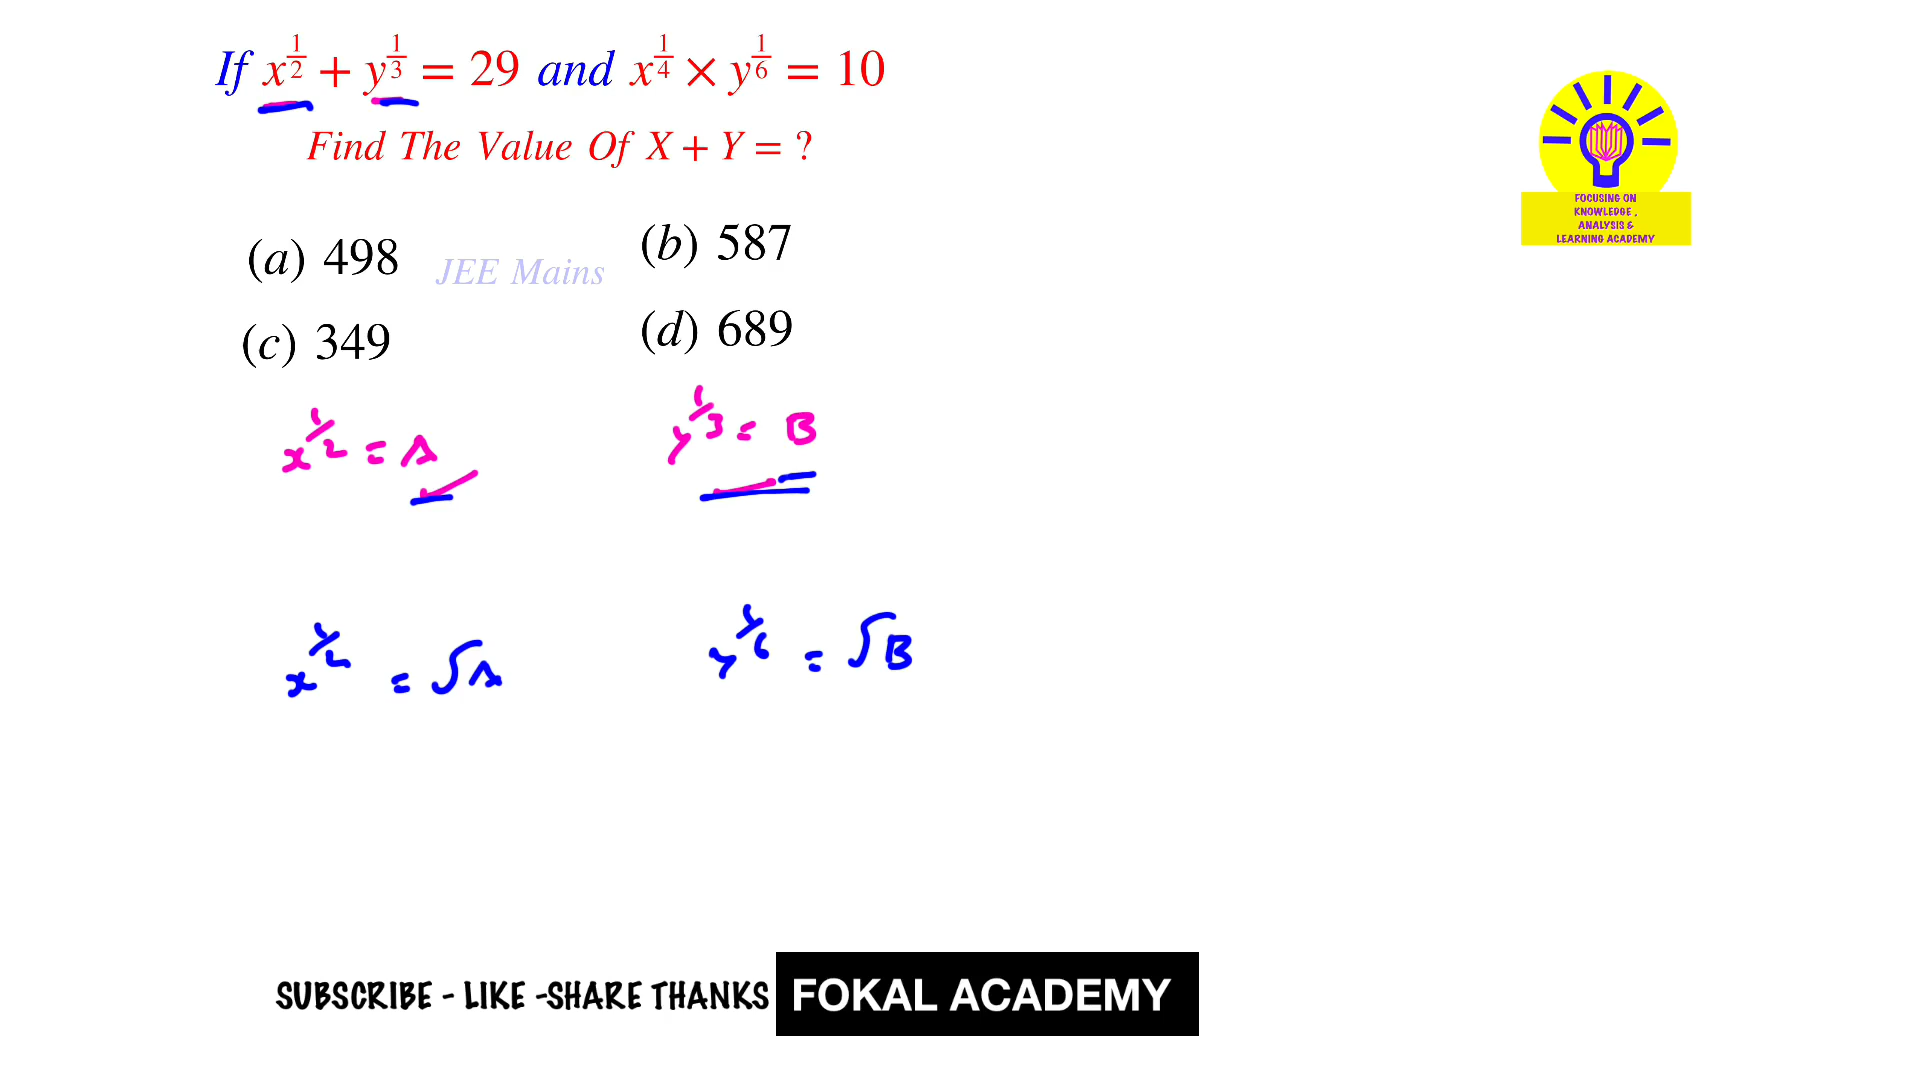 If x^{1/2} + y^{1/3} = 29 and x^{1/4} × y^{1/6} = 10
Find The Value Of X + Y = ?
(a) 498
(b) 587
JEE Mains
(c) 349
(d) 689
x^{1/2} = A
y^{1/3} = B
x^{1/2} = √A
y^{1/6} = √B
FOCUSING ON
KNOWLEDGE ,
ANALYSIS &
LEARNING ACADEMY
SUBSCRIBE - LIKE -SHARE THANKS
FOKAL ACADEMY